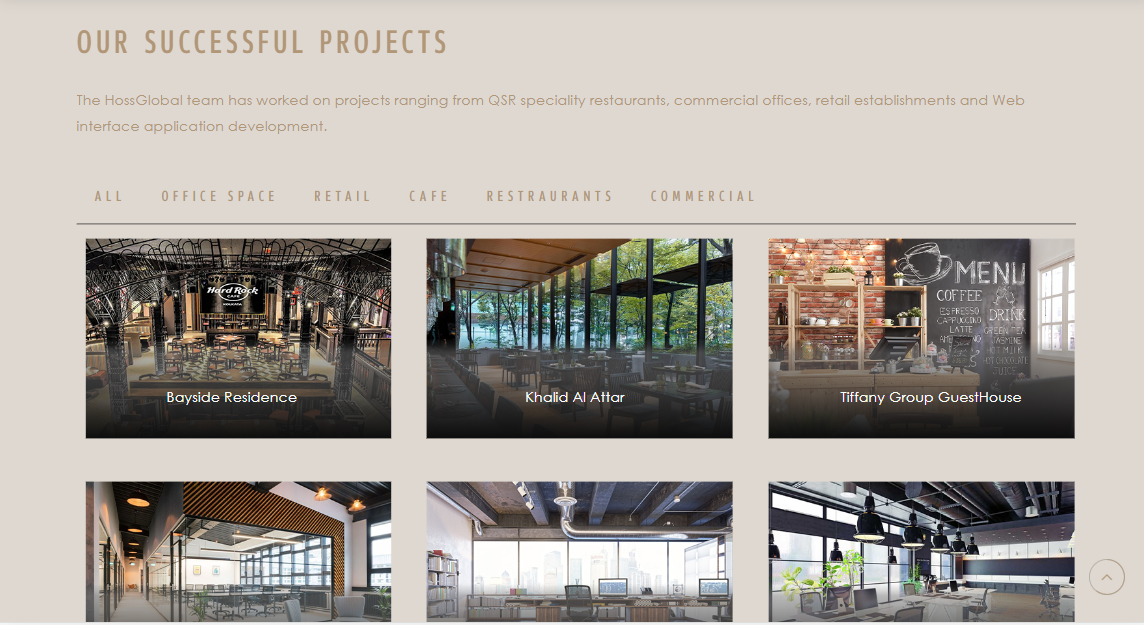 OUR SUCCESSFUL PROJECTS
The HossGlobal team has worked on projects ranging from QSR speciality restaurants, commercial offices, retail establishments and Web
interface application development.
ALL OFFICE SPACE RETAIL CAFE RESTRAURANTS COMMERCIAL
Hard Rock
CAFE
Bayside Residence
Khalid Al Attar
MENU
COFFEE
ESPRESSO
CAPPUCCINO
LATTE
DRINK
GREEN TEA
JASMINE
HOT MILK
JUICE
Tiffany Group GuestHouse